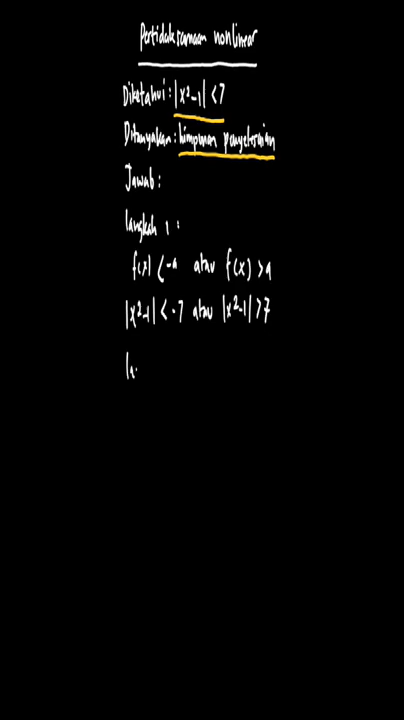 Pertidaksamaan nonlinear
Diketahui : |x²-1| < 7
Ditanyakan : himpunan penyelesaian
Jawab :
langkah 1 :
f(x) < -a atau f(x) > a
|x²-1| < -7 atau |x²-1| > 7